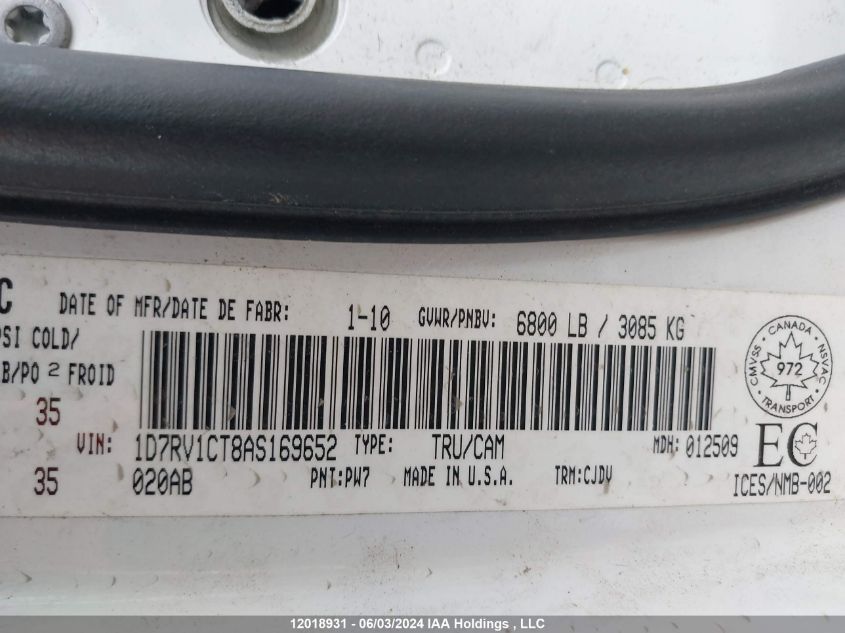 C DATE OF MFR/DATE DE FABR: 1-10 GVWR/PNBV: 6800 LB / 3085 KG
PSI COLD/
B/PO 2 FROID
35
VIN: 1D7RV1CT8AS169652 TYPE: TRU/CAM MDH: 012509
35 020AB PNT:PW7 MADE IN U.S.A. TRM:CJDV
CANADA
CMVSS 972 NSVAC
TRANSPORT
EC
ICES/NMB-002
12018931 - 06/03/2024 IAA Holdings , LLC